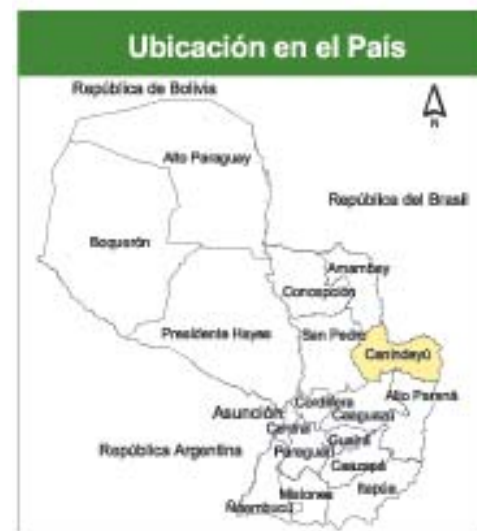 Ubicación en el País
República de Bolivia
N
Alto Paraguay
República del Brasil
Boquerón
Amambay
Concepción
Presidente Hayes
San Pedro
Canindeyú
Alto Paraná
Cordillera
Asunción
Caaguazú
Central
Guairá
República Argentina
Paraguarí
Caazapá
Misiones
Itapúa
Ñeembucú